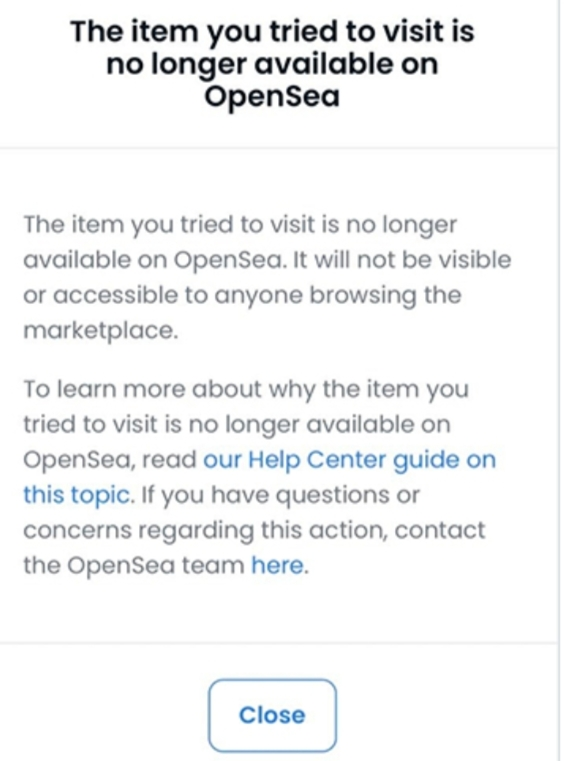 The item you tried to visit is
no longer available on
OpenSea
The item you tried to visit is no longer
available on OpenSea. It will not be visible
or accessible to anyone browsing the
marketplace.
To learn more about why the item you
tried to visit is no longer available on
OpenSea, read our Help Center guide on
this topic. If you have questions or
concerns regarding this action, contact
the OpenSea team here.
Close